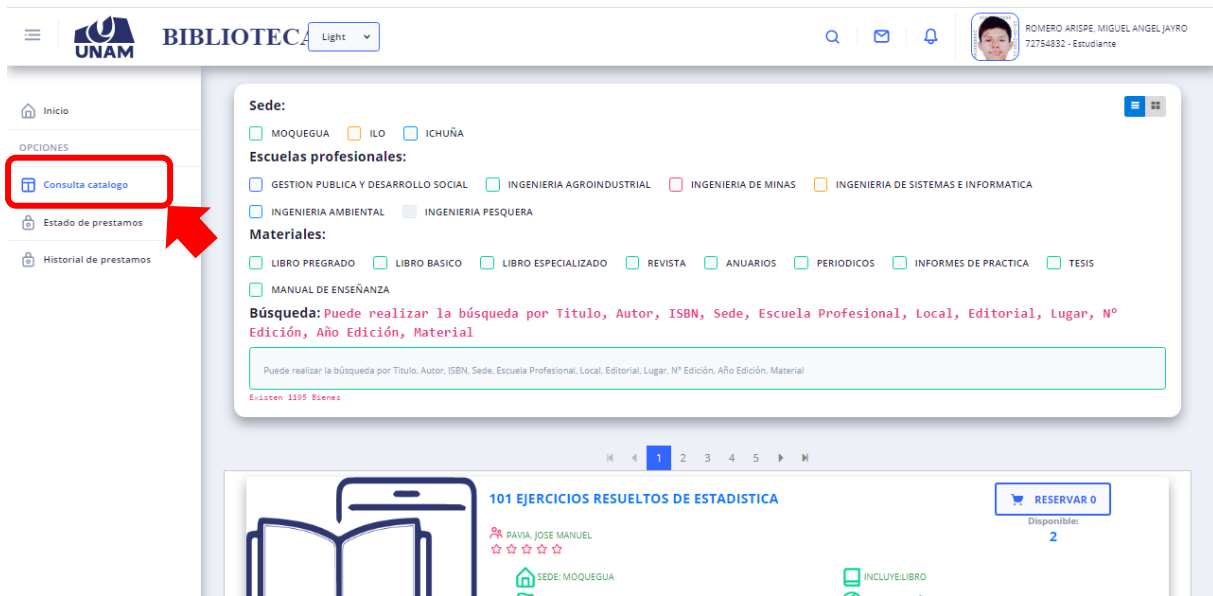 UNAM
BIBLIOTECA
Light
ROMERO ARISPE, MIGUEL ANGEL JAYRO
72754832 - Estudiante
Inicio
OPCIONES
Consulta catalogo
Estado de prestamos
Historial de prestamos
Sede:
MOQUEGUA ILO ICHUÑA
Escuelas profesionales:
GESTION PUBLICA Y DESARROLLO SOCIAL INGENIERIA AGROINDUSTRIAL INGENIERIA DE MINAS INGENIERIA DE SISTEMAS E INFORMATICA
INGENIERIA AMBIENTAL INGENIERIA PESQUERA
Materiales:
LIBRO PREGRADO LIBRO BASICO LIBRO ESPECIALIZADO REVISTA ANUARIOS PERIODICOS INFORMES DE PRACTICA TESIS
MANUAL DE ENSEÑANZA
Búsqueda: Puede realizar la búsqueda por Titulo, Autor, ISBN, Sede, Escuela Profesional, Local, Editorial, Lugar, Nº
Edición, Año Edición, Material
Puede realizar la búsqueda por Titulo, Autor, ISBN, Sede, Escuela Profesional, Local, Editorial, Lugar, Nº Edición, Año Edición, Material
Existen 1195 Bienes
1 2 3 4 5
101 EJERCICIOS RESUELTOS DE ESTADISTICA
RESERVAR 0
Disponible:
2
PAVIA, JOSE MANUEL
SEDE: MOQUEGUA
INCLUYE:LIBRO